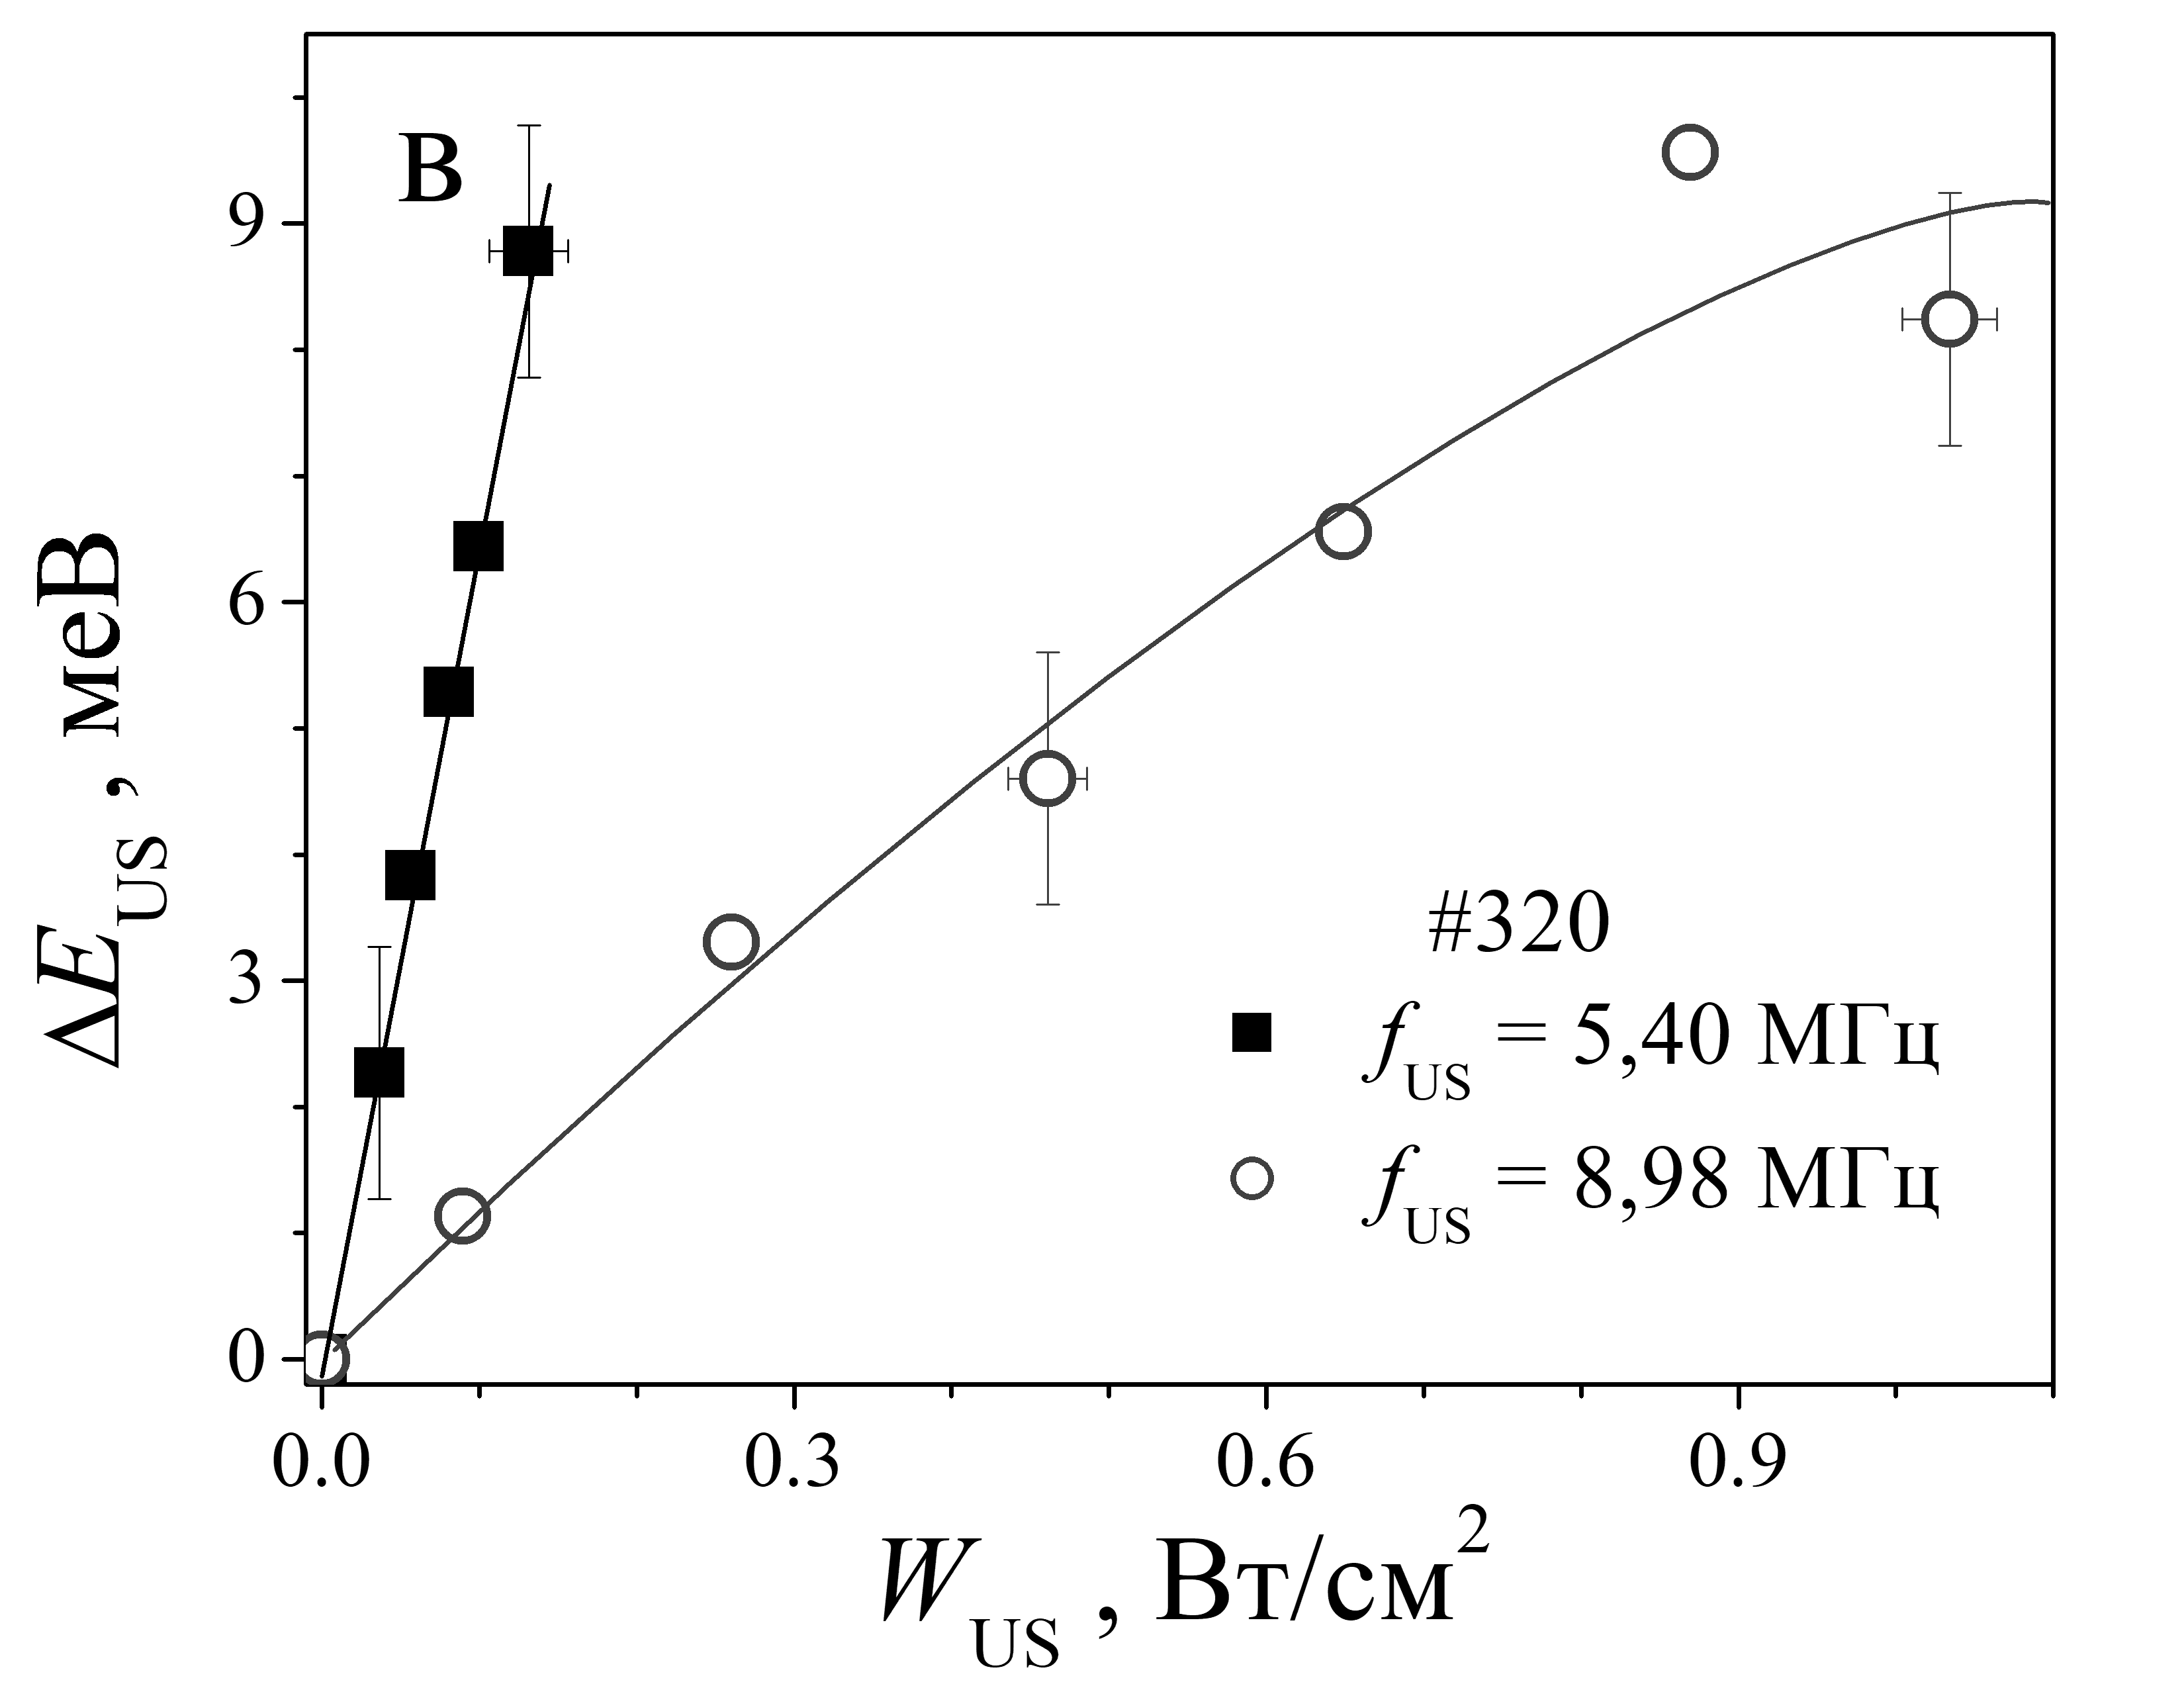 В
9
6
3
0
ΔE_US , меВ
#320
f_US = 5,40 МГц
f_US = 8,98 МГц
0.0 0.3 0.6 0.9
W_US , Вт/см²